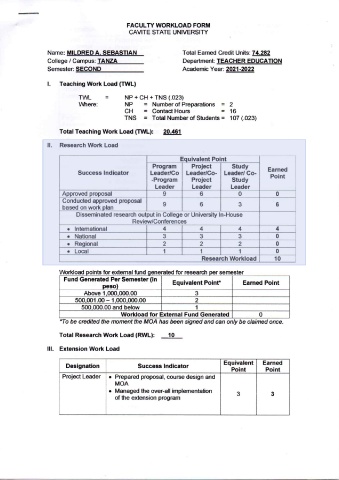 FACULTY WORKLOAD FORM
CAVITE STATE UNIVERSITY
Name: MILDRED A. SEBASTIAN Total Earned Credit Units: 74.282
College / Campus: TANZA Department: TEACHER EDUCATION
Semester: SECOND Academic Year: 2021-2022
I. Teaching Work Load (TWL)
TWL = NP + CH + TNS (.023)
Where: NP = Number of Preparations = 2
CH = Contact Hours = 16
TNS = Total Number of Students = 107 (.023)
Total Teaching Work Load (TWL): 20.461
II. Research Work Load
Success Indicator Equivalent Point Earned Point
Program Leader/Co-Program Leader Project Leader/Co-Project Leader Study Leader/ Co-Study Leader
Approved proposal 9 6 0 0
Conducted approved proposal based on work plan 9 6 3 6
Disseminated research output in College or University In-House Review/Conferences
• International 4 4 4 4
• National 3 3 3 0
• Regional 2 2 2 0
• Local 1 1 1 0
Research Workload 10
Workload points for external fund generated for research per semester
Fund Generated Per Semester (in peso) Equivalent Point* Earned Point
Above 1,000,000.00 3
500,001.00 – 1,000,000.00 2
500,000.00 and below 1
Workload for External Fund Generated 0
*To be credited the moment the MOA has been signed and can only be claimed once.
Total Research Work Load (RWL): 10
III. Extension Work Load
Designation Success Indicator Equivalent Point Earned Point
Project Leader • Prepared proposal, course design and MOA
• Managed the over-all implementation of the extension program 3 3